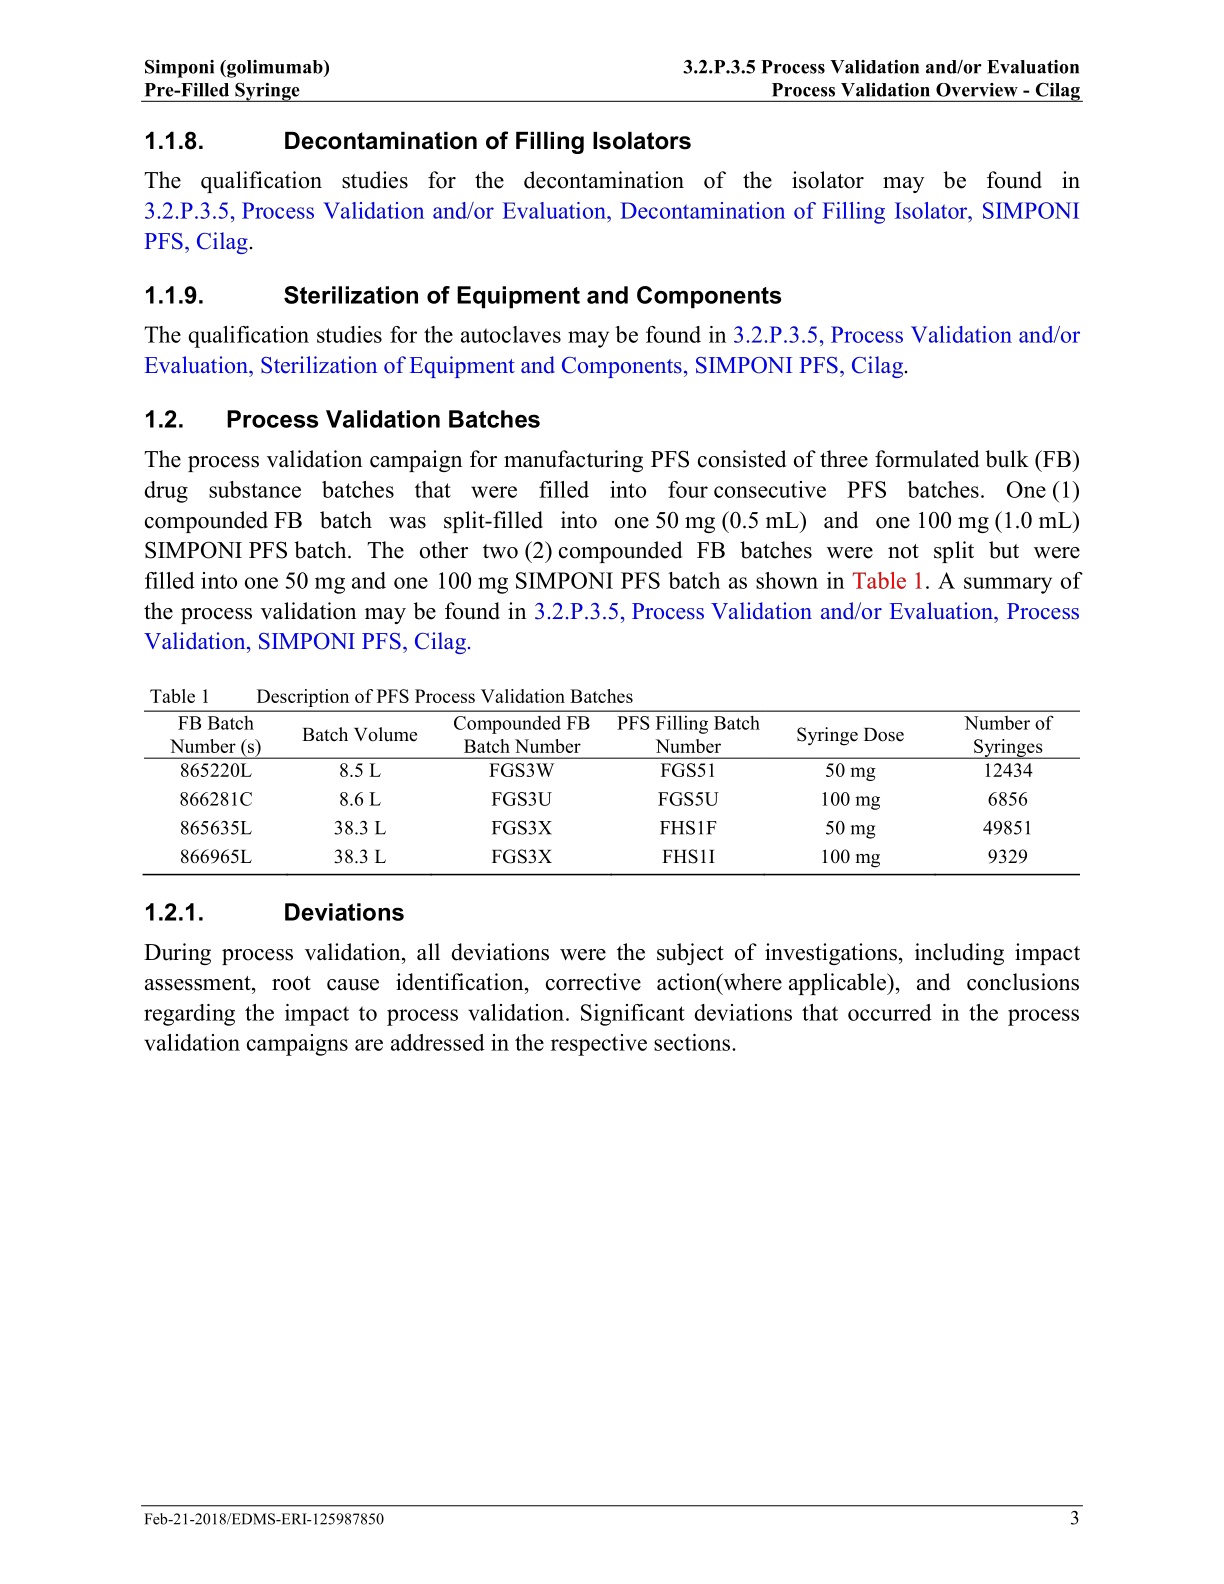 Simponi (golimumab) 3.2.P.3.5 Process Validation and/or Evaluation
Pre-Filled Syringe Process Validation Overview - Cilag
1.1.8. Decontamination of Filling Isolators
The qualification studies for the decontamination of the isolator may be found in
3.2.P.3.5, Process Validation and/or Evaluation, Decontamination of Filling Isolator, SIMPONI
PFS, Cilag.
1.1.9. Sterilization of Equipment and Components
The qualification studies for the autoclaves may be found in 3.2.P.3.5, Process Validation and/or
Evaluation, Sterilization of Equipment and Components, SIMPONI PFS, Cilag.
1.2. Process Validation Batches
The process validation campaign for manufacturing PFS consisted of three formulated bulk (FB)
drug substance batches that were filled into four consecutive PFS batches. One (1)
compounded FB batch was split-filled into one 50 mg (0.5 mL) and one 100 mg (1.0 mL)
SIMPONI PFS batch. The other two (2) compounded FB batches were not split but were
filled into one 50 mg and one 100 mg SIMPONI PFS batch as shown in Table 1. A summary of
the process validation may be found in 3.2.P.3.5, Process Validation and/or Evaluation, Process
Validation, SIMPONI PFS, Cilag.
Table 1 Description of PFS Process Validation Batches
FB Batch Number (s) Batch Volume Compounded FB Batch Number PFS Filling Batch Number Syringe Dose Number of Syringes
865220L 8.5 L FGS3W FGS51 50 mg 12434
866281C 8.6 L FGS3U FGS5U 100 mg 6856
865635L 38.3 L FGS3X FHS1F 50 mg 49851
866965L 38.3 L FGS3X FHS1I 100 mg 9329
1.2.1. Deviations
During process validation, all deviations were the subject of investigations, including impact
assessment, root cause identification, corrective action(where applicable), and conclusions
regarding the impact to process validation. Significant deviations that occurred in the process
validation campaigns are addressed in the respective sections.
Feb-21-2018/EDMS-ERI-125987850 3